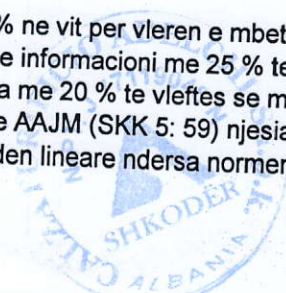 % ne vit per vleren e mbet
e informacioni me 25 % te
a me 20 % te vleftes se m
e AAJM (SKK 5: 59) njesia
den lineare ndersa normer
SHKODËR
ALBANIA